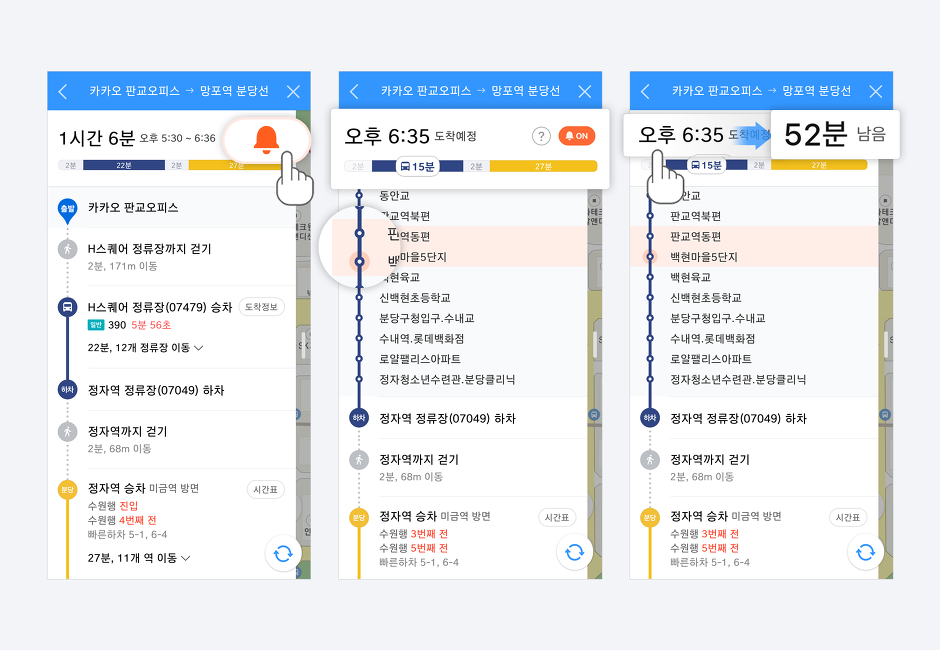 카카오 판교오피스 → 망포역 분당선
1시간 6분 오후 5:30 ~ 6:36
2분 22분 2분 27분
출발 카카오 판교오피스
H스퀘어 정류장까지 걷기
2분, 171m 이동
H스퀘어 정류장(07479) 승차 도착정보
일반 390 5분 56초
22분, 12개 정류장 이동
하차 정자역 정류장(07049) 하차
정자역까지 걷기
2분, 68m 이동
분당 정자역 승차 미금역 방면 시간표
수원행 진입
수원행 4번째 전
빠른하차 5-1, 6-4
27분, 11개 역 이동
카카오 판교오피스 → 망포역 분당선
오후 6:35 도착예정 ? ON
2분 15분 2분 27분
동안교
판교역북편
판역동편
백마을5단지
백현육교
신백현초등학교
분당구청입구.수내교
수내역.롯데백화점
로얄팰리스아파트
정자청소년수련관.분당클리닉
하차 정자역 정류장(07049) 하차
정자역까지 걷기
2분, 68m 이동
분당 정자역 승차 미금역 방면 시간표
수원행 3번째 전
수원행 5번째 전
빠른하차 5-1, 6-4
카카오 판교오피스 → 망포역 분당선
오후 6:35 도착예정 52분 남음
15분 2분 27분
안교
판교역북편
판교역동편
백현마을5단지
백현육교
신백현초등학교
분당구청입구.수내교
수내역.롯데백화점
로얄팰리스아파트
정자청소년수련관.분당클리닉
하차 정자역 정류장(07049) 하차
정자역까지 걷기
2분, 68m 이동
분당 정자역 승차 미금역 방면 시간표
수원행 3번째 전
수원행 5번째 전
빠른하차 5-1, 6-4